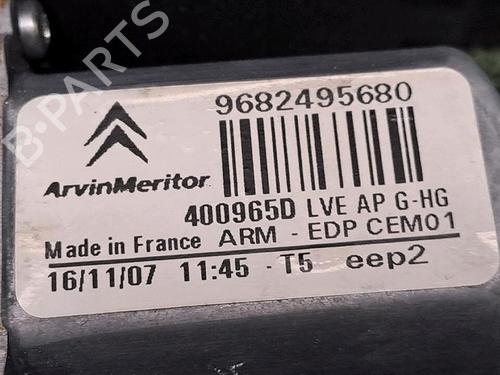 B·PARTS
9682495680
ArvinMeritor
400965D LVE AP G-HG
Made in France ARM - EDP CEM01
16/11/07 11:45 - T5 eep2